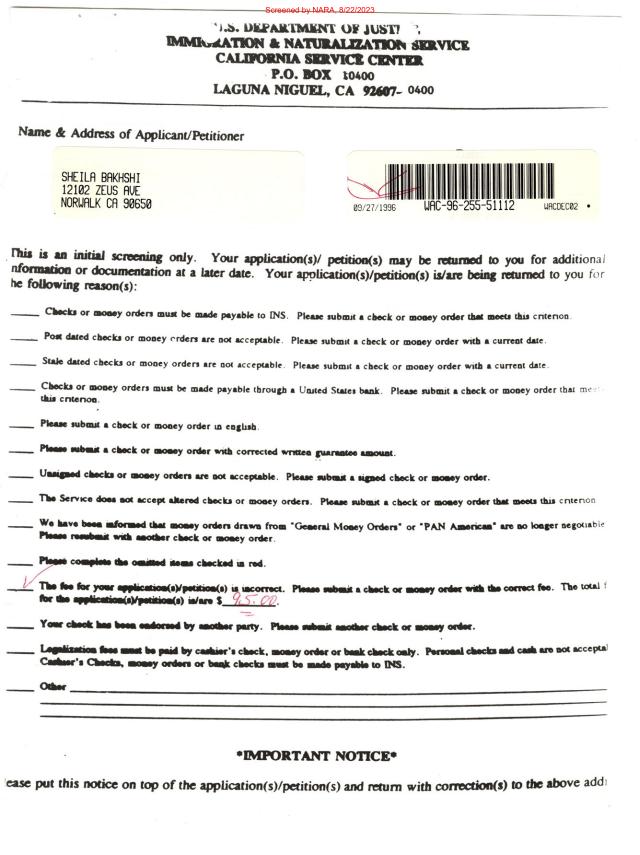 Screened by NARA, 8/22/2023
U.S. DEPARTMENT OF JUSTI
IMMIGRATION & NATURALIZATION SERVICE
CALIFORNIA SERVICE CENTER
P.O. BOX 10400
LAGUNA NIGUEL, CA 92607- 0400
Name & Address of Applicant/Petitioner
SHEILA BAKHSHI
12102 ZEUS AVE
NORWALK CA 90650
09/27/1996 WAC-96-255-51112 WACDEC02
This is an initial screening only. Your application(s)/ petition(s) may be returned to you for additional
nformation or documentation at a later date. Your application(s)/petition(s) is/are being returned to you for
he following reason(s):
____ Checks or money orders must be made payable to INS. Please submit a check or money order that meets this criterion.
____ Post dated checks or money orders are not acceptable. Please submit a check or money order with a current date.
____ Stale dated checks or money orders are not acceptable. Please submit a check or money order with a current date.
____ Checks or money orders must be made payable through a United States bank. Please submit a check or money order that meets
this criterion.
____ Please submit a check or money order in english.
____ Please submit a check or money order with corrected written guarantee amount.
____ Unsigned checks or money orders are not acceptable. Please submit a signed check or money order.
____ The Service does not accept altered checks or money orders. Please submit a check or money order that meets this criterion
____ We have been informed that money orders drawn from "General Money Orders" or "PAN American" are no longer negotiable
Please resubmit with another check or money order.
____ Please complete the omitted items checked in red.
____ The fee for your application(s)/petition(s) is incorrect. Please submit a check or money order with the correct fee. The total f
for the application(s)/petition(s) is/are $ 95.00.
____ Your check has been endorsed by another party. Please submit another check or money order.
____ Legalization fees must be paid by cashier's check, money order or bank check only. Personal checks and cash are not accepta
Cashier's Checks, money orders or bank checks must be made payable to INS.
____ Other
*IMPORTANT NOTICE*
ease put this notice on top of the application(s)/petition(s) and return with correction(s) to the above addr